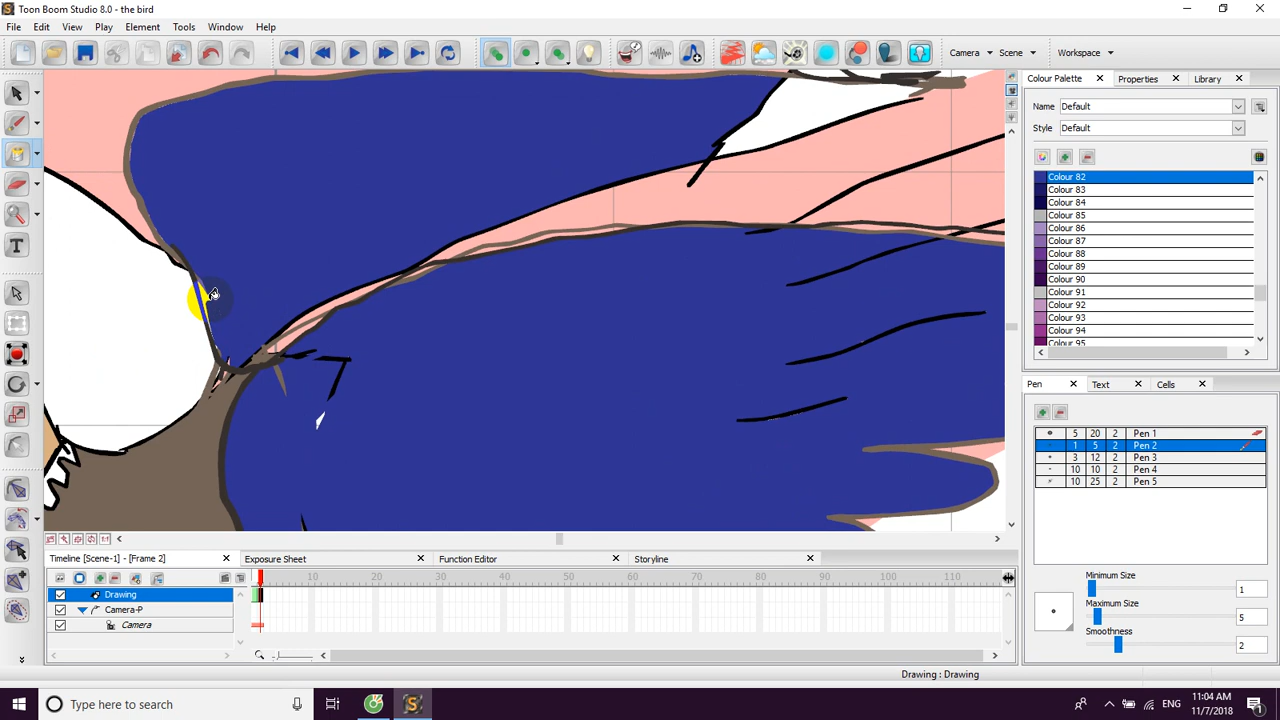 Toon Boom Studio 8.0 - the bird
File Edit View Play Element Tools Window Help
Camera Scene Workspace
Colour Palette Properties Library
Name Default
Style Default
Colour 82
Colour 83
Colour 84
Colour 85
Colour 86
Colour 87
Colour 88
Colour 89
Colour 90
Colour 91
Colour 92
Colour 93
Colour 94
Colour 95
Pen Text Cells
5 20 2 Pen 1
1 5 2 Pen 2
3 12 2 Pen 3
10 10 2 Pen 4
10 25 2 Pen 5
Minimum Size
1
Maximum Size
5
Smoothness
2
Timeline [Scene-1] - [Frame 2] Exposure Sheet Function Editor Storyline
10 20 30 40 50 60 70 80 90 100 110
Drawing
Camera-P
Camera
Drawing : Drawing
Type here to search
ENG
11:04 AM
11/7/2018